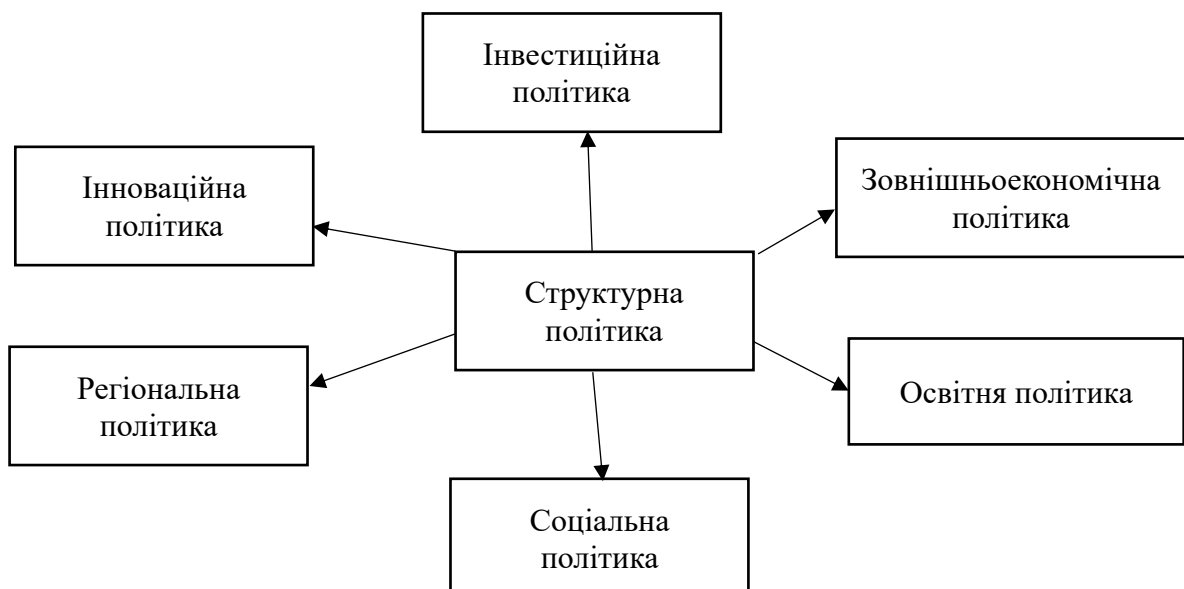 Інвестиційна
політика
Інноваційна
політика
Зовнішньоекономічна
політика
Структурна
політика
Регіональна
політика
Освітня політика
Соціальна
політика